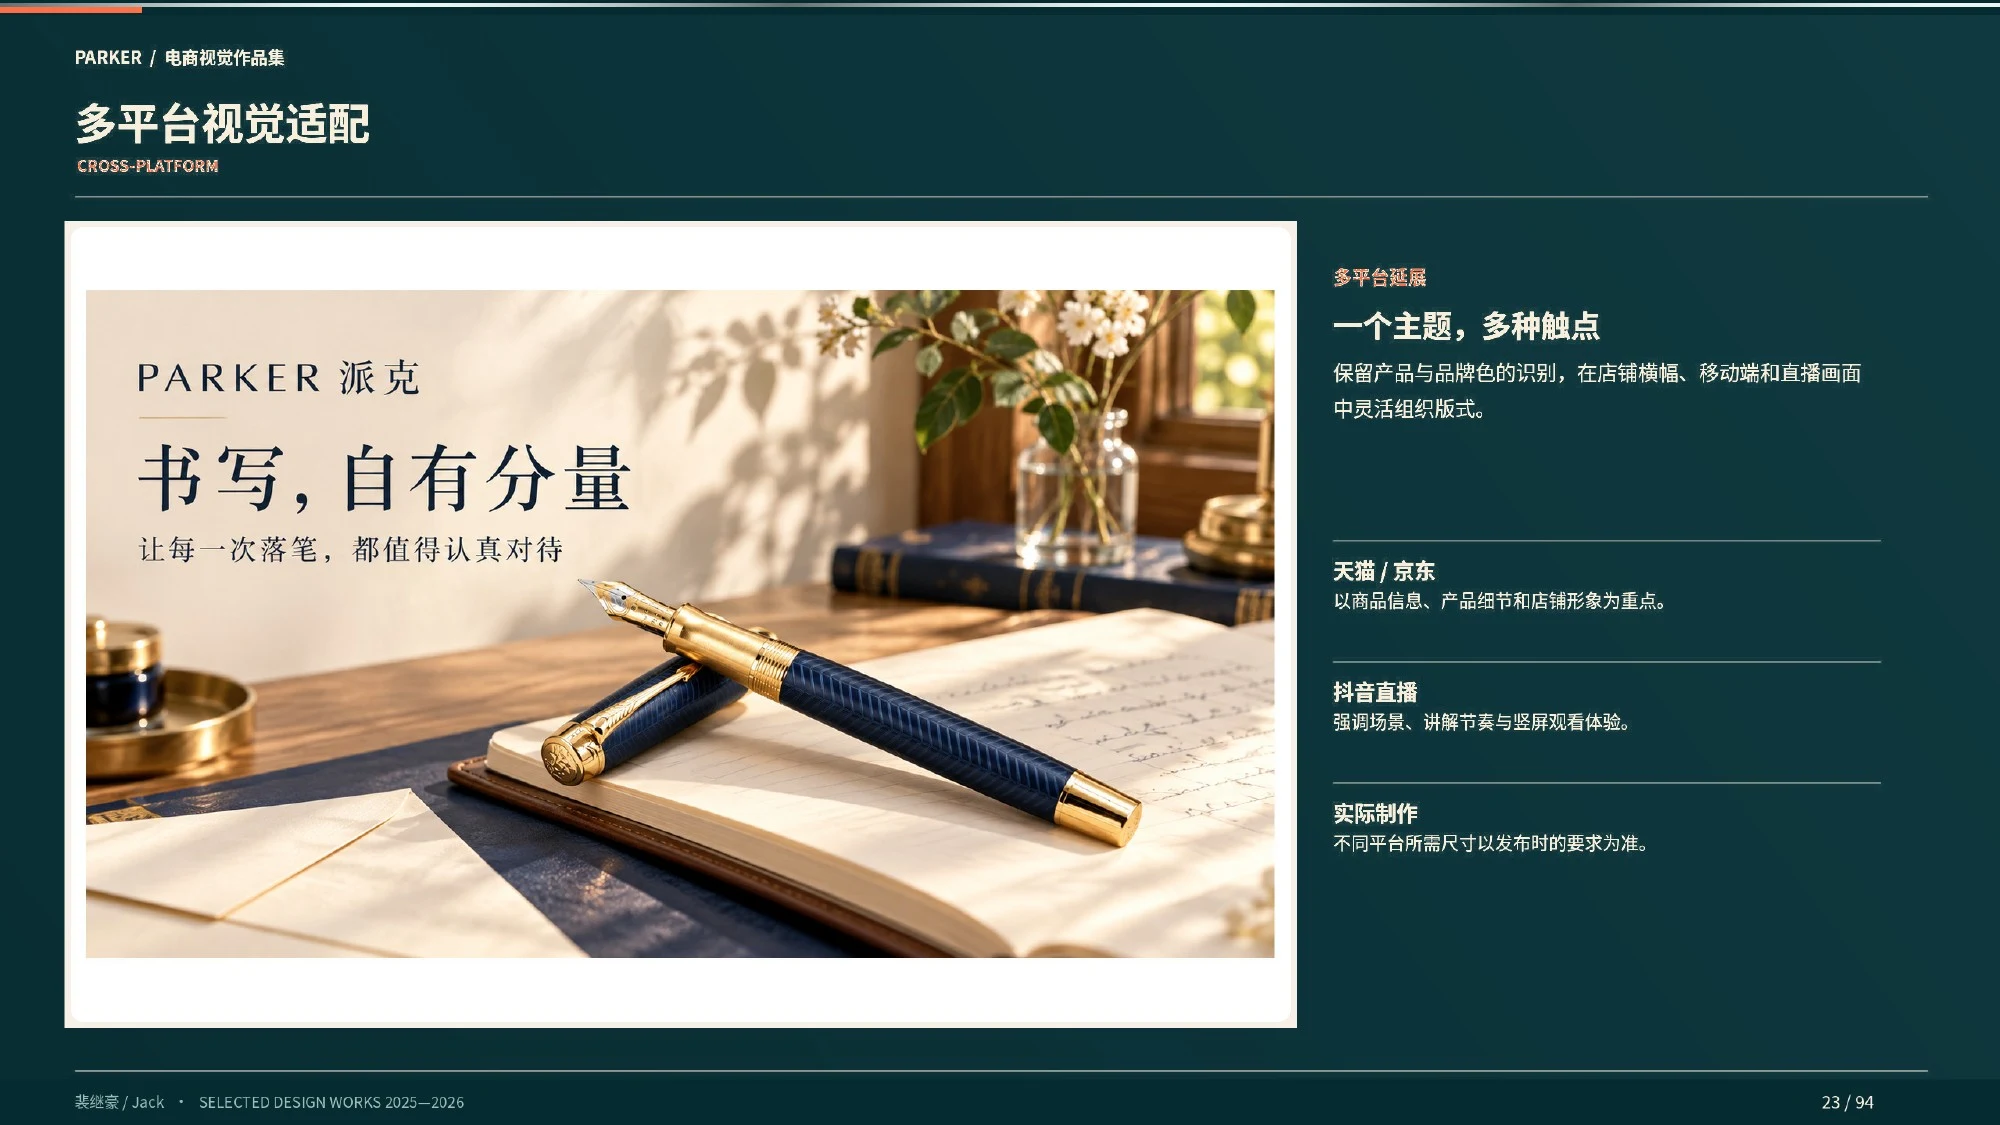 PARKER / 电商视觉作品集
多平台视觉适配
CROSS-PLATFORM
PARKER 派克
书写，自有分量
让每一次落笔，都值得认真对待
多平台延展
一个主题，多种触点
保留产品与品牌色的识别，在店铺横幅、移动端和直播画面
中灵活组织版式。
天猫 / 京东
以商品信息、产品细节和店铺形象为重点。
抖音直播
强调场景、讲解节奏与竖屏观看体验。
实际制作
不同平台所需尺寸以发布时的要求为准。
裴继豪 / Jack • SELECTED DESIGN WORKS 2025—2026
23 / 94